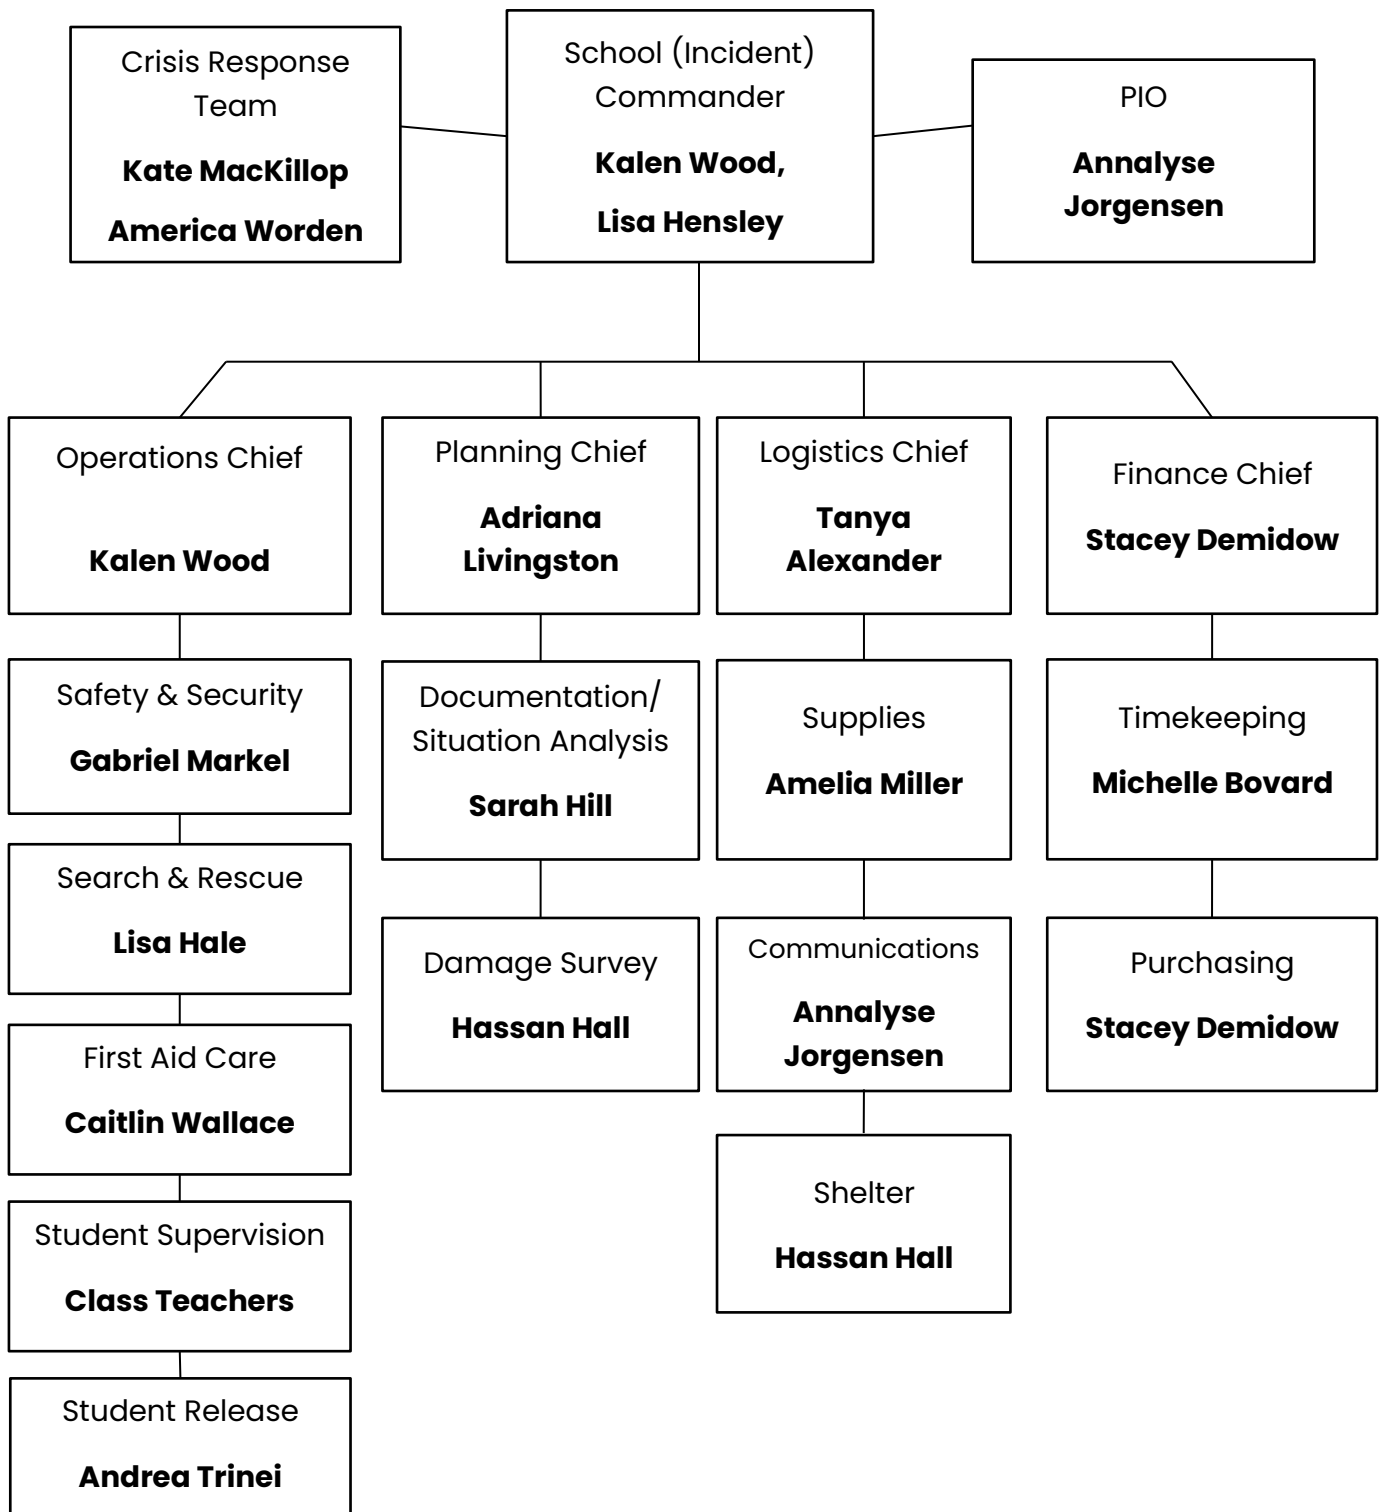 Crisis Response
Team
Kate MacKillop
America Worden
School (Incident)
Commander
Kalen Wood,
Lisa Hensley
PIO
Annalyse
Jorgensen
Operations Chief
Kalen Wood
Planning Chief
Adriana
Livingston
Logistics Chief
Tanya
Alexander
Finance Chief
Stacey Demidow
Safety & Security
Gabriel Markel
Documentation/
Situation Analysis
Sarah Hill
Supplies
Amelia Miller
Timekeeping
Michelle Bovard
Search & Rescue
Lisa Hale
Damage Survey
Hassan Hall
Communications
Annalyse
Jorgensen
Purchasing
Stacey Demidow
First Aid Care
Caitlin Wallace
Shelter
Hassan Hall
Student Supervision
Class Teachers
Student Release
Andrea Trinei